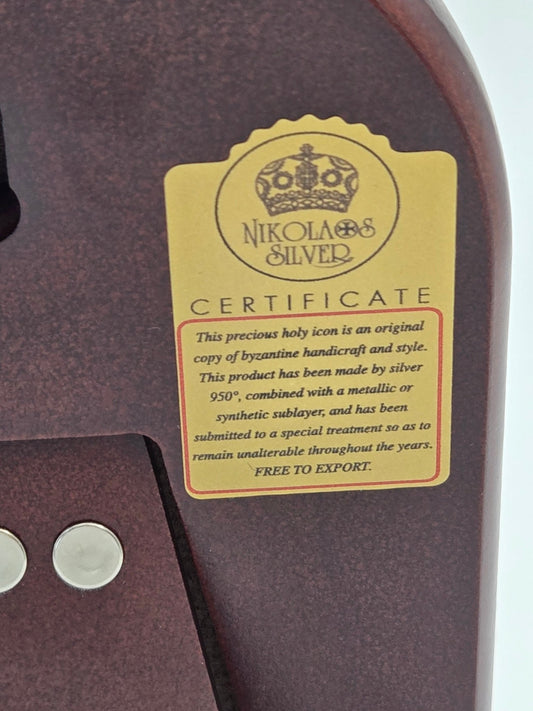 NIKOLAOS
SILVER
CERTIFICATE
This precious holy icon is an original
copy of byzantine handicraft and style.
This product has been made by silver
950°, combined with a metallic or
synthetic sublayer, and has been
submitted to a special treatment so as to
remain unalterable throughout the years.
FREE TO EXPORT.